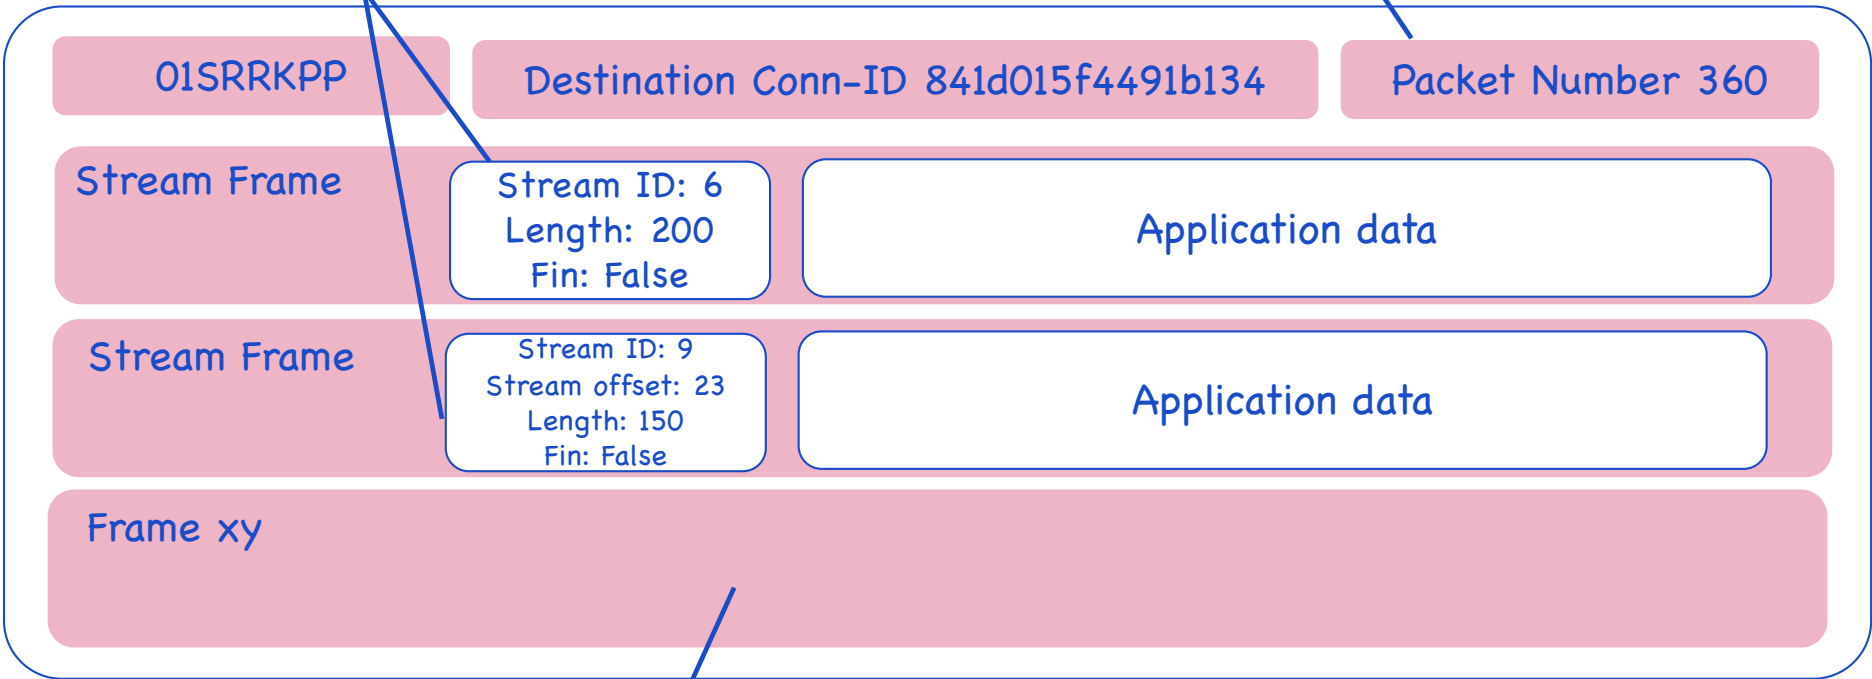 01SRRKPP
Destination Conn-ID 841d015f4491b134
Packet Number 360
Stream Frame
Stream ID: 6
Length: 200
Fin: False
Application data
Stream Frame
Stream ID: 9
Stream offset: 23
Length: 150
Fin: False
Application data
Frame xy